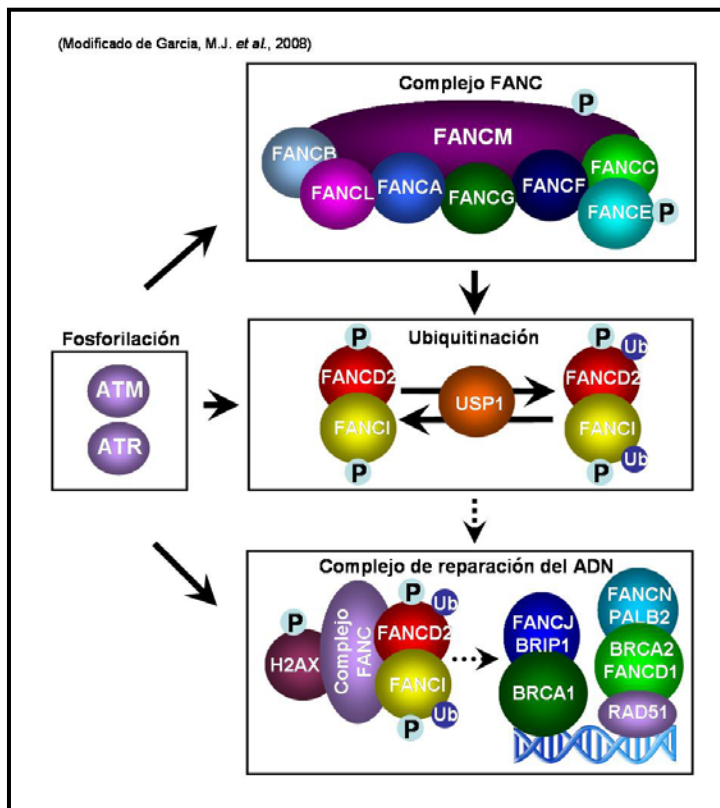 (Modificado de Garcia, M.J. et al., 2008)
Complejo FANC
P
FANCM
FANCB
FANCC
FANCL
FANCA
FANCG
FANCF
FANCE
P
Fosforilación
ATM
ATR
Ubiquitinación
P
FANCD2
FANCI
P
USP1
P
Ub
FANCD2
FANCI
Ub
P
Complejo de reparación del ADN
P
H2AX
Complejo
FANC
P
Ub
FANCD2
FANCI
Ub
P
FANCJ
BRIP1
BRCA1
FANCN
PALB2
BRCA2
FANCD1
RAD51